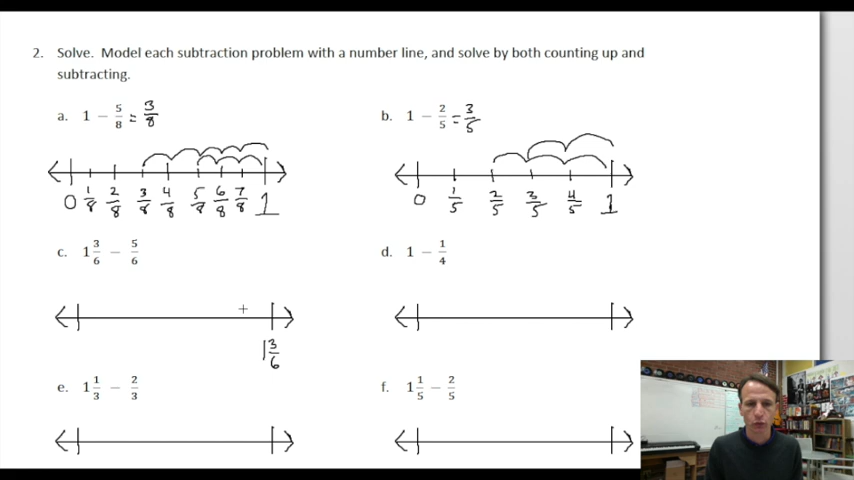 2. Solve. Model each subtraction problem with a number line, and solve by both counting up and
subtracting.
a. 1 - 5/8 = 3/8
b. 1 - 2/5 = 3/5
0 1/8 2/8 3/8 4/8 5/8 6/8 7/8 1
0 1/5 2/5 3/5 4/5 1
c. 1 3/6 - 5/6
d. 1 - 1/4
1 3/6
e. 1 1/3 - 2/3
f. 1 1/5 - 2/5